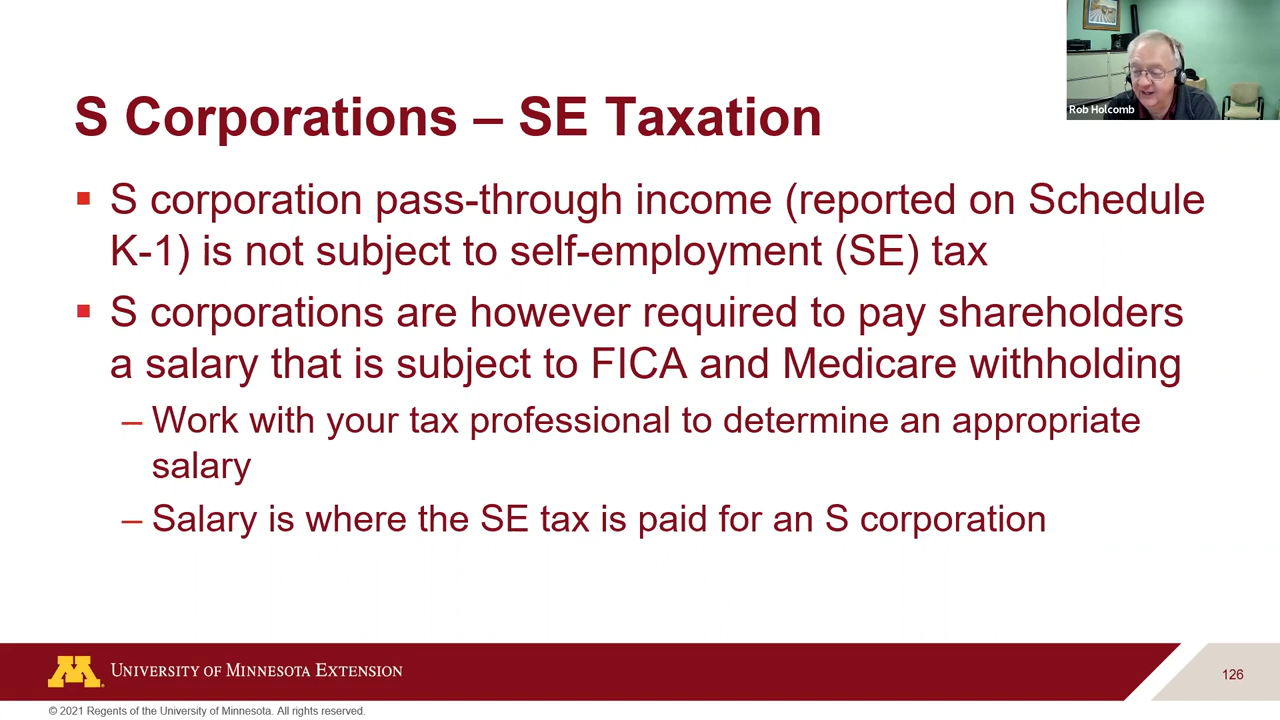 Rob Holcomb
S Corporations – SE Taxation
▪ S corporation pass-through income (reported on Schedule
K-1) is not subject to self-employment (SE) tax
▪ S corporations are however required to pay shareholders
a salary that is subject to FICA and Medicare withholding
– Work with your tax professional to determine an appropriate
salary
– Salary is where the SE tax is paid for an S corporation
M
UNIVERSITY OF MINNESOTA EXTENSION
126
© 2021 Regents of the University of Minnesota. All rights reserved.